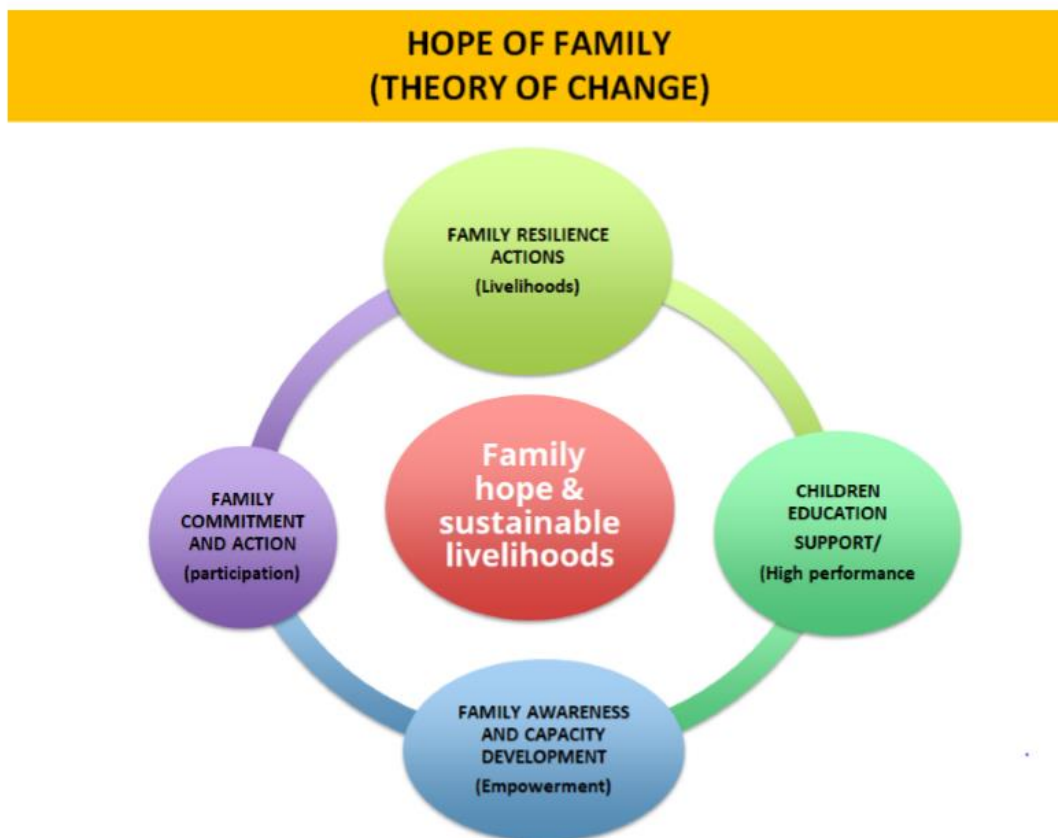 HOPE OF FAMILY
(THEORY OF CHANGE)
FAMILY RESILIENCE
ACTIONS
(Livelihoods)
Family
hope &
sustainable
livelihoods
FAMILY
COMMITMENT
AND ACTION
(participation)
CHILDREN
EDUCATION
SUPPORT/
(High performance
FAMILY AWARENESS
AND CAPACITY
DEVELOPMENT
(Empowerment)